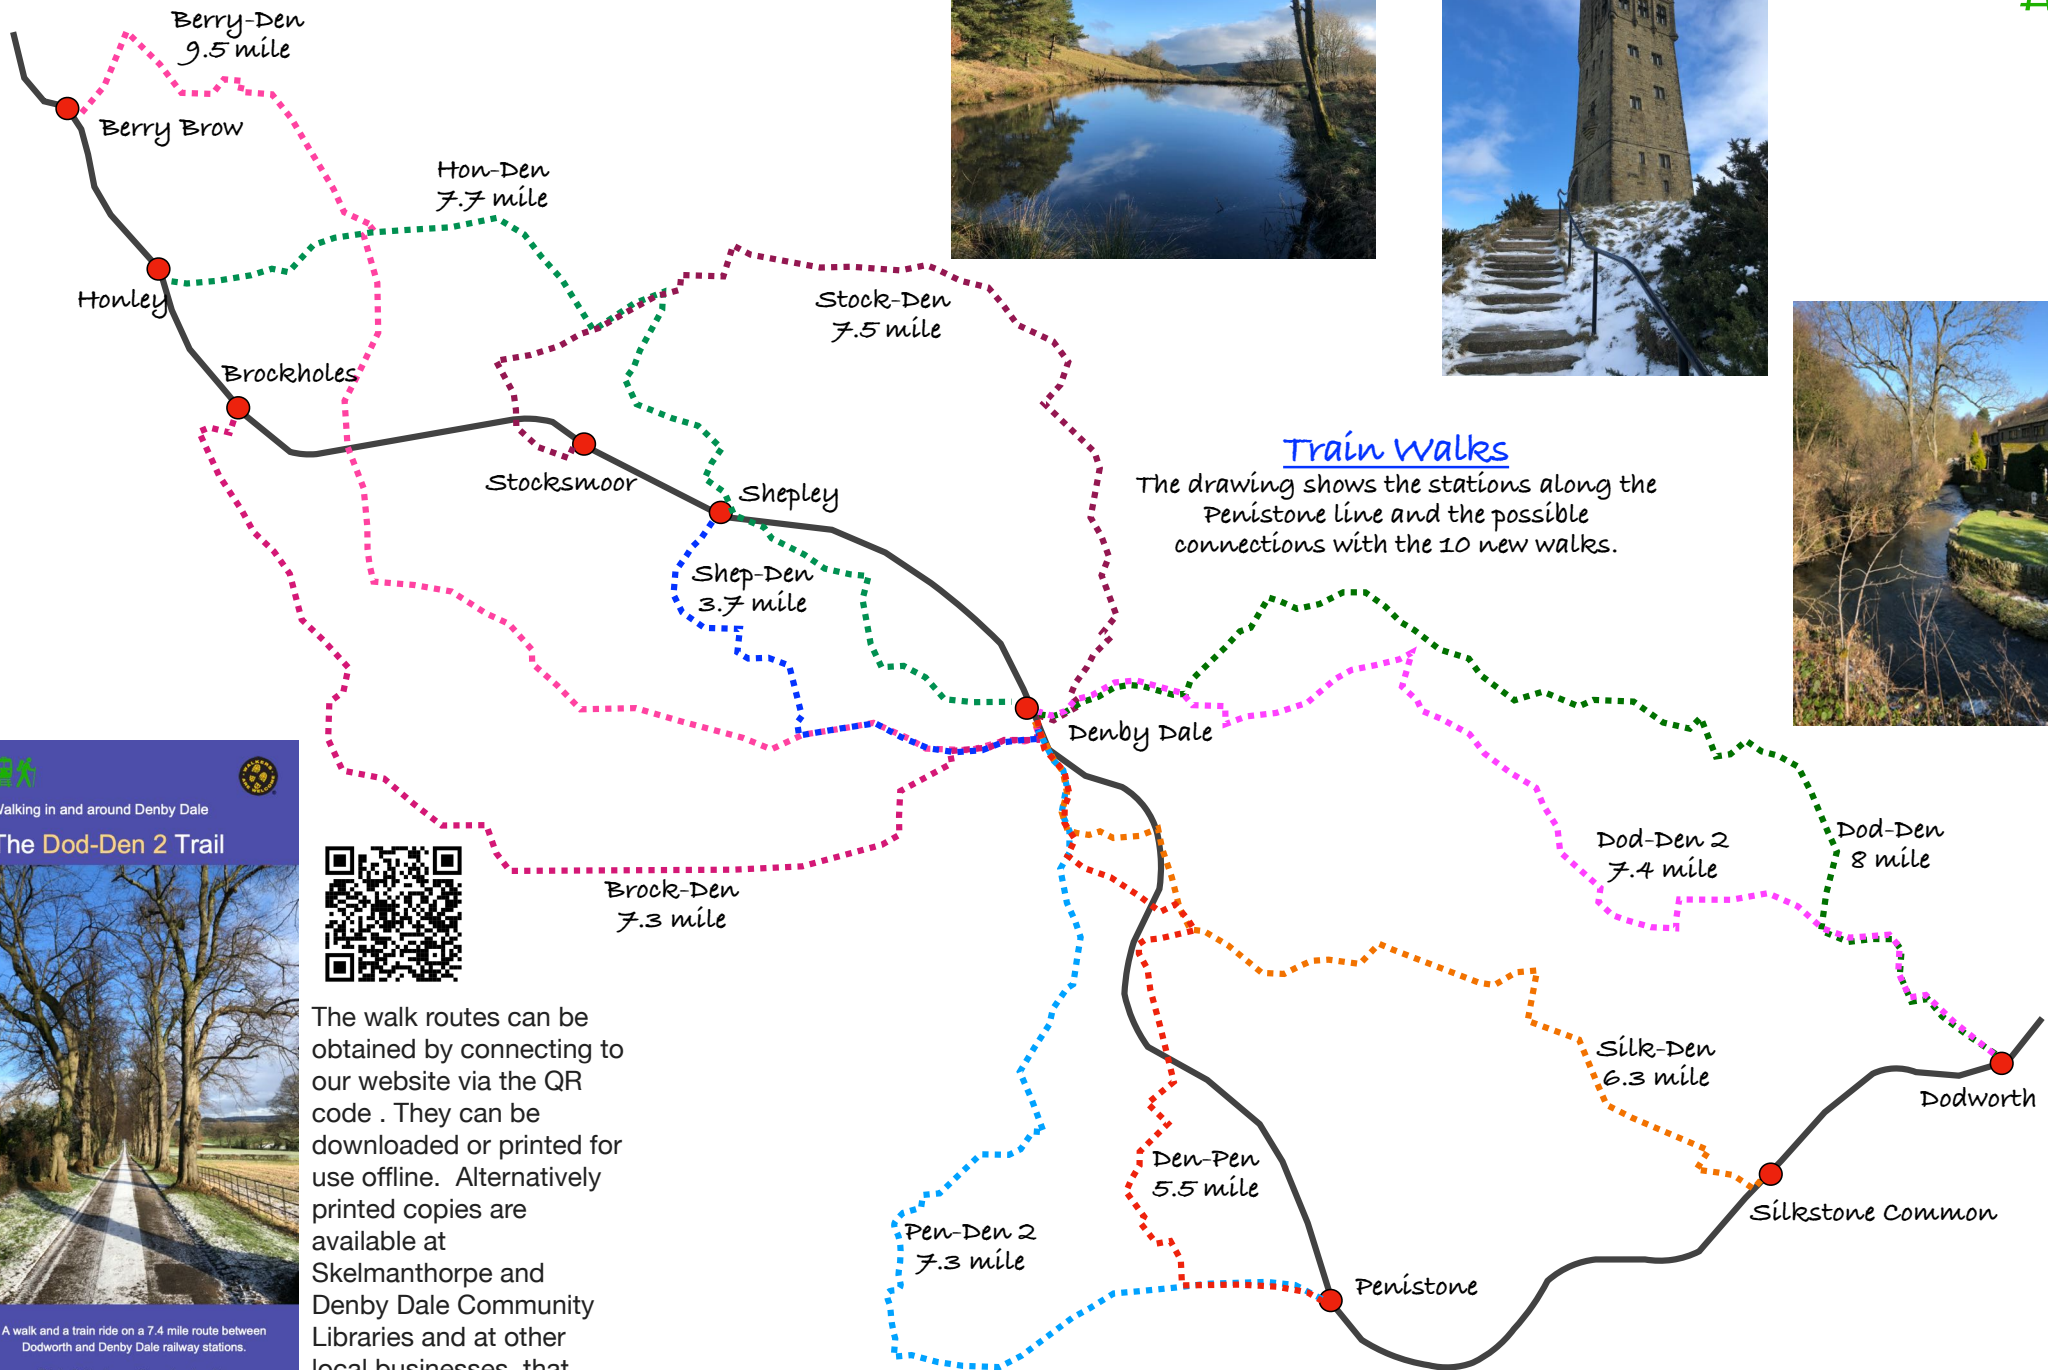 Berry-Den
9.5 mile
Berry Brow
Hon-Den
7.7 mile
Honley
Stock-Den
7.5 mile
Brockholes
Train Walks
The drawing shows the stations along the
Penistone line and the possible
connections with the 10 new walks.
Stocksmoor
Shepley
Shep-Den
3.7 mile
Denby Dale
Dod-Den 2
7.4 mile
Dod-Den
8 mile
Brock-Den
7.3 mile
Silk-Den
6.3 mile
Dodworth
Den-Pen
5.5 mile
Silkstone Common
Pen-Den 2
7.3 mile
Penistone
WALKERS
ARE WELCOME
Walking in and around Denby Dale
The Dod-Den 2 Trail
A walk and a train ride on a 7.4 mile route between
Dodworth and Denby Dale railway stations.
The walk routes can be
obtained by connecting to
our website via the QR
code . They can be
downloaded or printed for
use offline.  Alternatively
printed copies are
available at
Skelmanthorpe and
Denby Dale Community
Libraries and at other
local businesses that